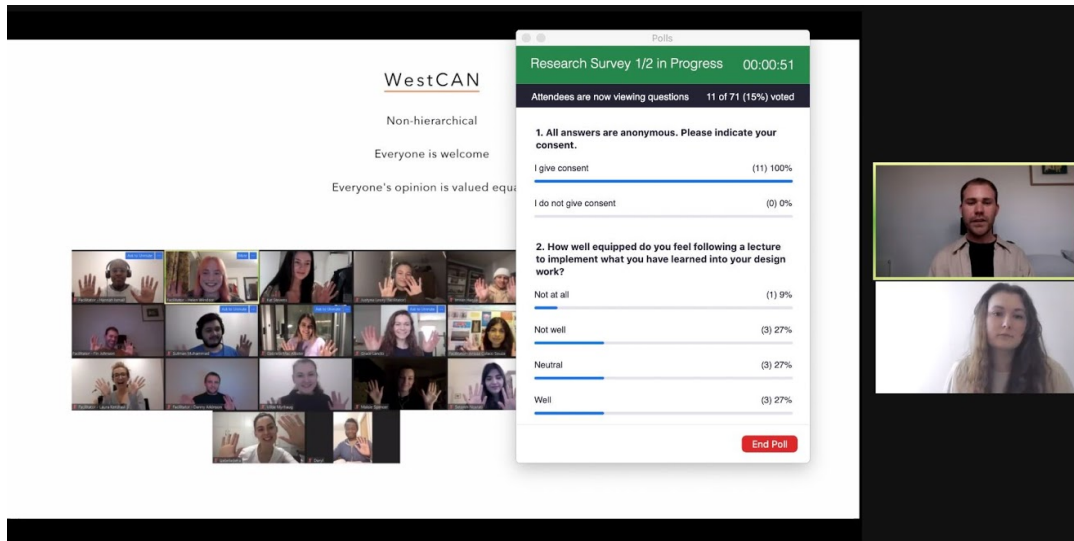 WestCAN
Non-hierarchical
Everyone is welcome
Everyone's opinion is valued equa
Polls
Research Survey 1/2 in Progress 00:00:51
Attendees are now viewing questions 11 of 71 (15%) voted
1. All answers are anonymous. Please indicate your
consent.
I give consent (11) 100%
I do not give consent (0) 0%
2. How well equipped do you feel following a lecture
to implement what you have learned into your design
work?
Not at all (1) 9%
Not well (3) 27%
Neutral (3) 27%
Well (3) 27%
End Poll